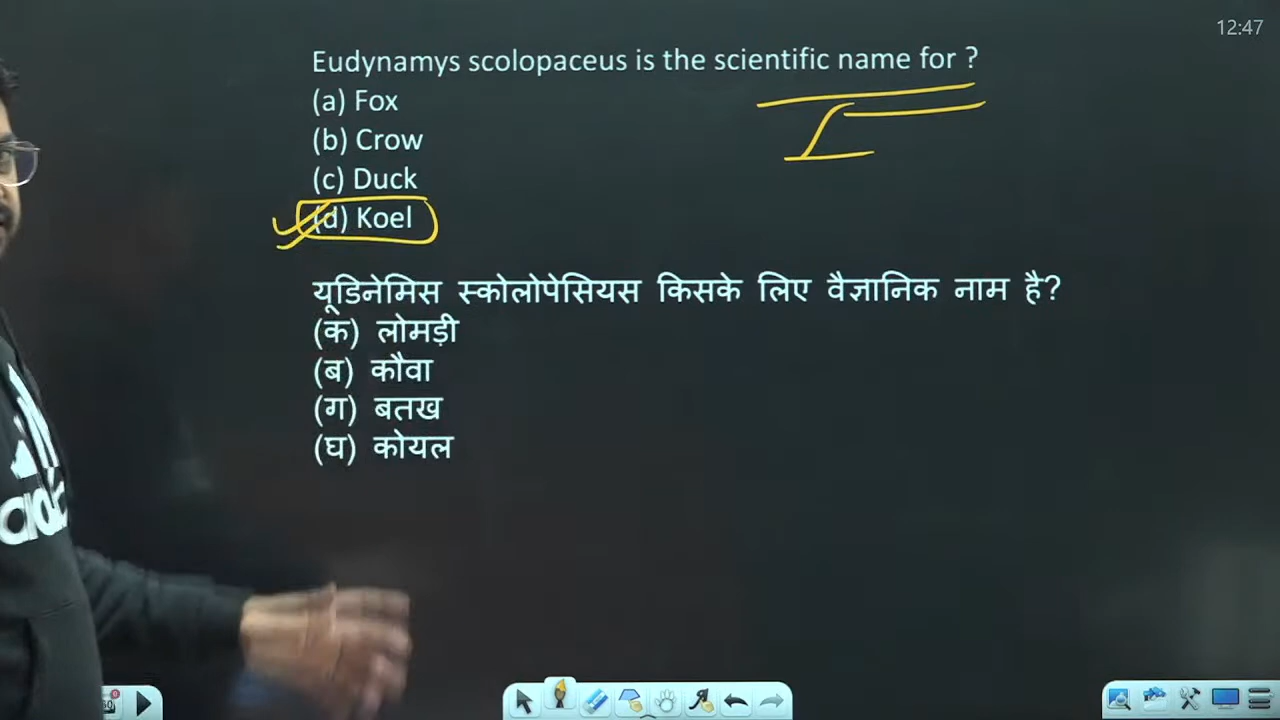 12:47
Eudynamys scolopaceus is the scientific name for ?
(a) Fox
(b) Crow
(c) Duck
(d) Koel
यूडिनेमिस स्कोलोपेसियस किसके लिए वैज्ञानिक नाम है?
(क) लोमड़ी
(ब) कौवा
(ग) बतख
(घ) कोयल